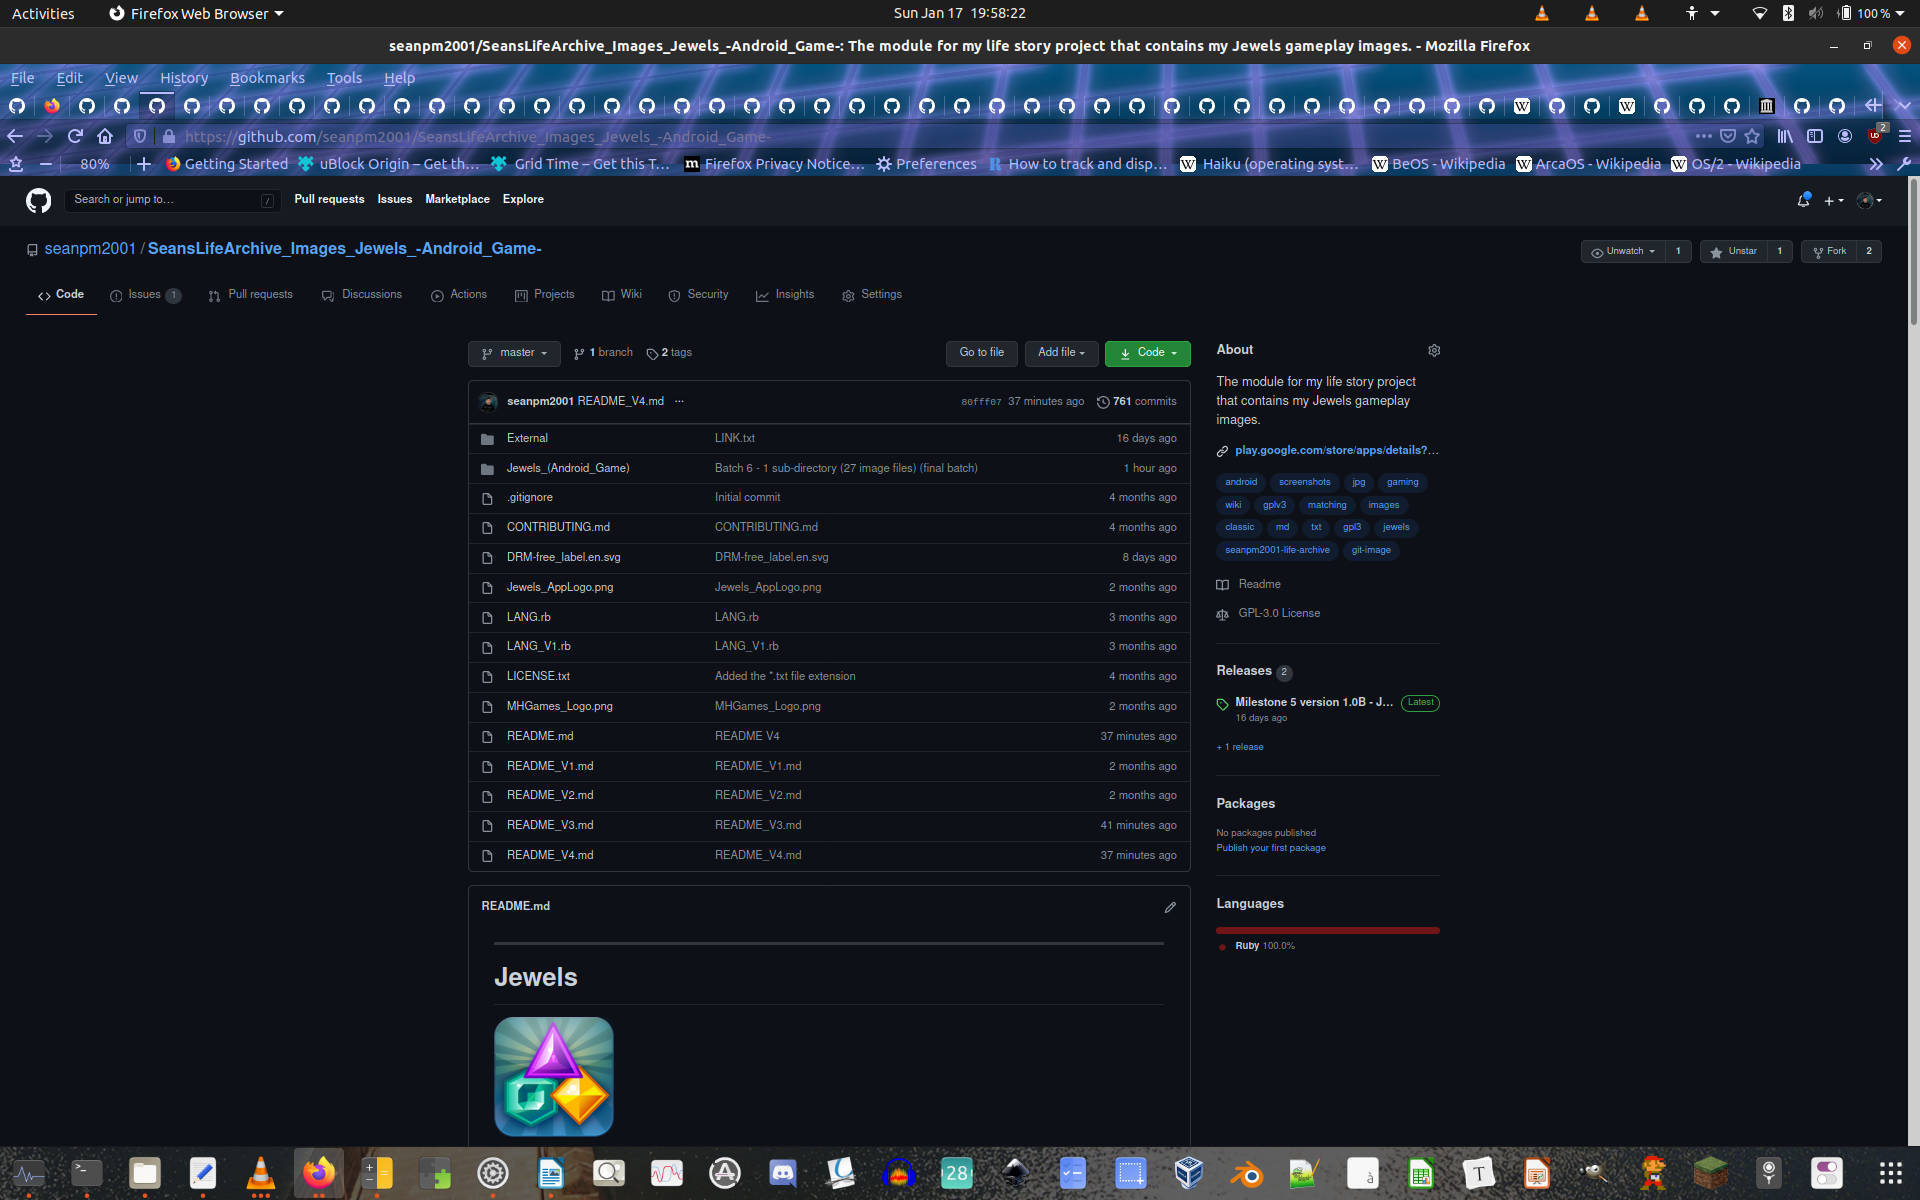 Activities
Firefox Web Browser
Sun Jan 17 19:58:22
100 %
seanpm2001/SeansLifeArchive_Images_Jewels_-Android_Game-: The module for my life story project that contains my Jewels gameplay images. - Mozilla Firefox
File Edit View History Bookmarks Tools Help
https://github.com/seanpm2001/SeansLifeArchive_Images_Jewels_-Android_Game-
2
80%
Getting Started
uBlock Origin – Get th…
Grid Time – Get this T…
Firefox Privacy Notice…
Preferences
How to track and disp…
Haiku (operating syst…
BeOS - Wikipedia
ArcaOS - Wikipedia
OS/2 - Wikipedia
Search or jump to…
/
Pull requests Issues Marketplace Explore
seanpm2001 / SeansLifeArchive_Images_Jewels_-Android_Game-
Unwatch 1
Unstar 1
Fork 2
Code
Issues 1
Pull requests
Discussions
Actions
Projects
Wiki
Security
Insights
Settings
master
1 branch
2 tags
Go to file
Add file
Code
seanpm2001 README_V4.md
80fff07 37 minutes ago
761 commits
External LINK.txt 16 days ago
Jewels_(Android_Game) Batch 6 - 1 sub-directory (27 image files) (final batch) 1 hour ago
.gitignore Initial commit 4 months ago
CONTRIBUTING.md CONTRIBUTING.md 4 months ago
DRM-free_label.en.svg DRM-free_label.en.svg 8 days ago
Jewels_AppLogo.png Jewels_AppLogo.png 2 months ago
LANG.rb LANG.rb 3 months ago
LANG_V1.rb LANG_V1.rb 3 months ago
LICENSE.txt Added the *.txt file extension 4 months ago
MHGames_Logo.png MHGames_Logo.png 2 months ago
README.md README V4 37 minutes ago
README_V1.md README_V1.md 2 months ago
README_V2.md README_V2.md 2 months ago
README_V3.md README_V3.md 41 minutes ago
README_V4.md README_V4.md 37 minutes ago
README.md
Jewels
About
The module for my life story project
that contains my Jewels gameplay
images.
play.google.com/store/apps/details?…
android screenshots jpg gaming
wiki gplv3 matching images
classic md txt gpl3 jewels
seanpm2001-life-archive git-image
Readme
GPL-3.0 License
Releases 2
Milestone 5 version 1.0B - J… Latest
16 days ago
+ 1 release
Packages
No packages published
Publish your first package
Languages
Ruby 100.0%
28